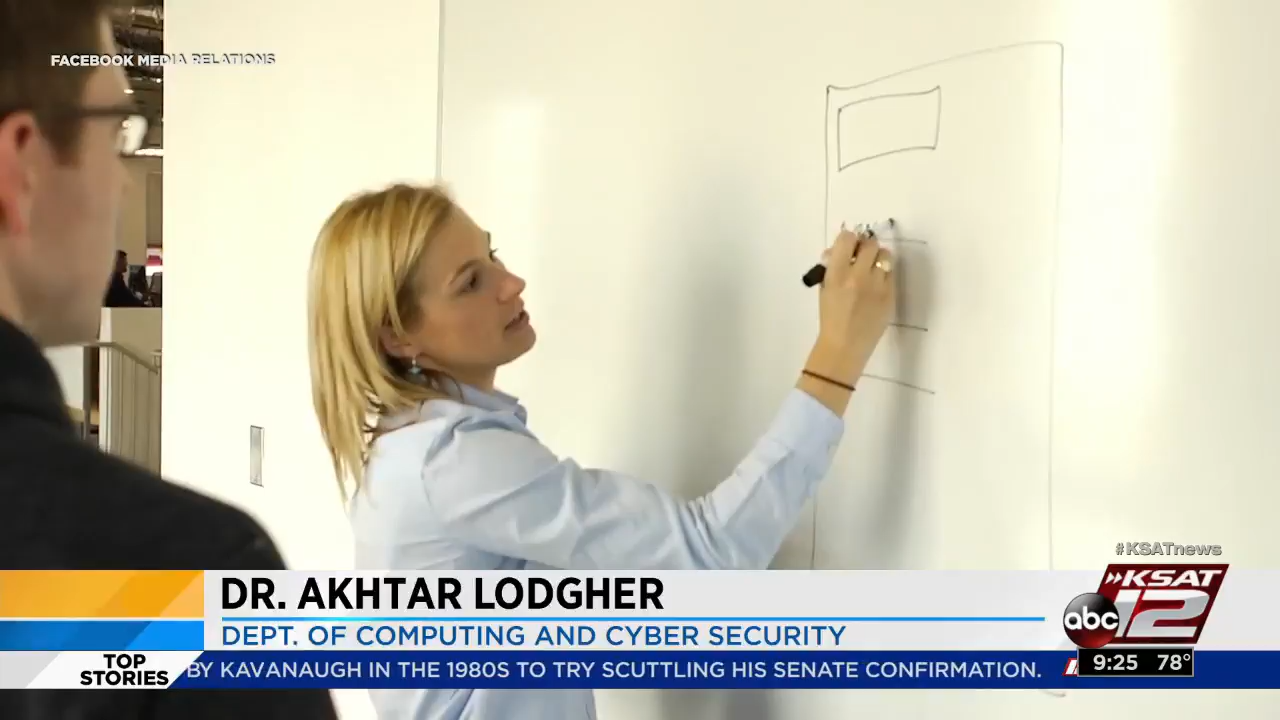 FACEBOOK MEDIA RELATIONS
#KSATnews
DR. AKHTAR LODGHER
DEPT. OF COMPUTING AND CYBER SECURITY
KSAT
abc 12
TOP STORIES
BY KAVANAUGH IN THE 1980S TO TRY SCUTTLING HIS SENATE CONFIRMATION.
9:25 78°